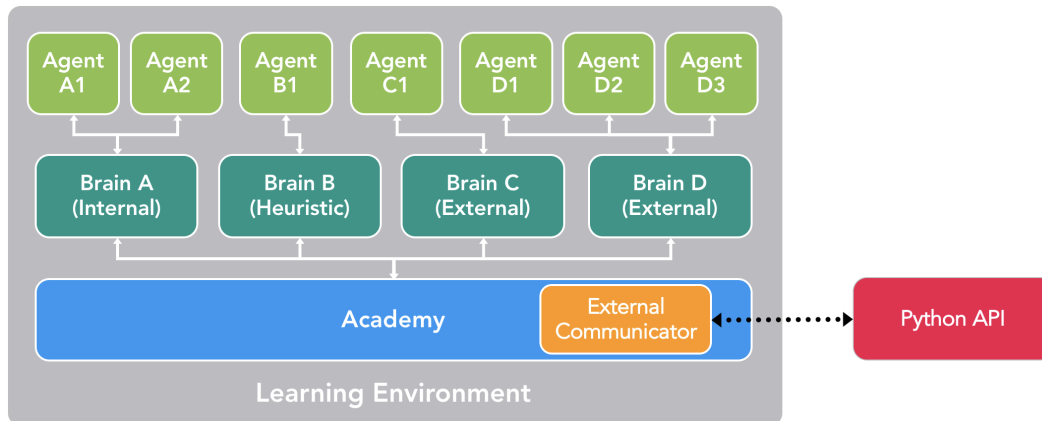 Agent
A1
Agent
A2
Agent
B1
Agent
C1
Agent
D1
Agent
D2
Agent
D3
Brain A
(Internal)
Brain B
(Heuristic)
Brain C
(External)
Brain D
(External)
Academy
External
Communicator
Python API
Learning Environment